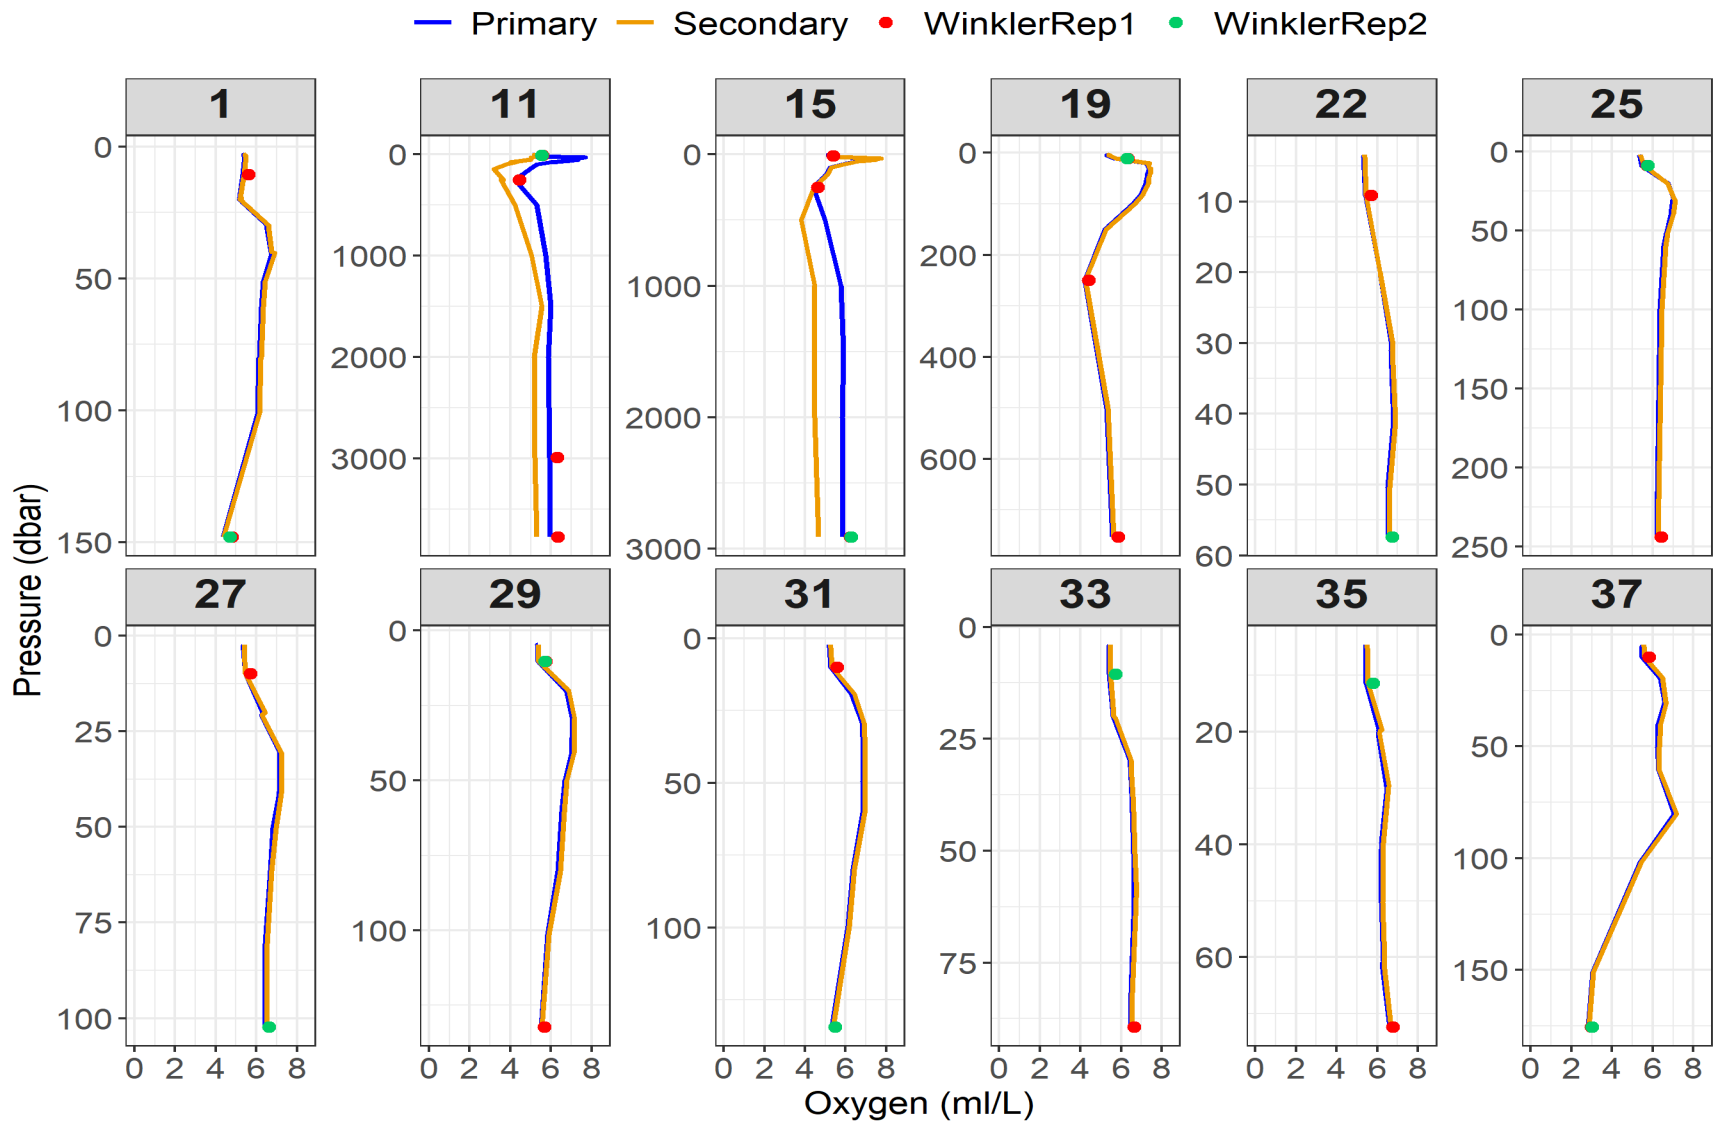 Primary Secondary WinklerRep1 WinklerRep2
1 11 15 19 22 25
0 50 100 150
0 1000 2000 3000
0 1000 2000 3000
0 200 400 600
10 20 30 40 50 60
0 50 100 150 200 250
Pressure (dbar)
27 29 31 33 35 37
0 25 50 75 100
0 50 100
0 50 100
0 25 50 75
20 40 60
0 50 100 150
0 2 4 6 8 0 2 4 6 8 0 2 4 6 8 0 2 4 6 8 0 2 4 6 8 0 2 4 6 8
Oxygen (ml/L)